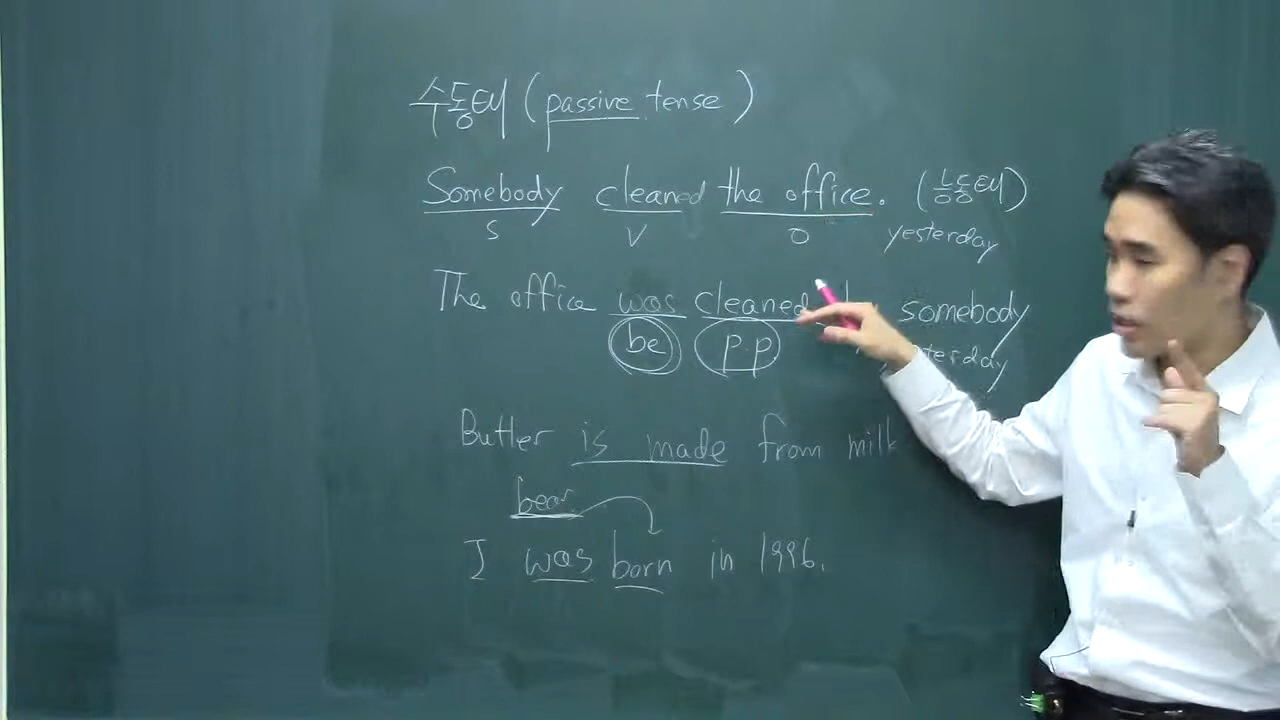 수동태 (passive tense)
Somebody cleaned the office. (능동태)
S V O yesterday
The office was cleaned somebody
be p.p
Butter is made from milk
bear
I was born in 1996.